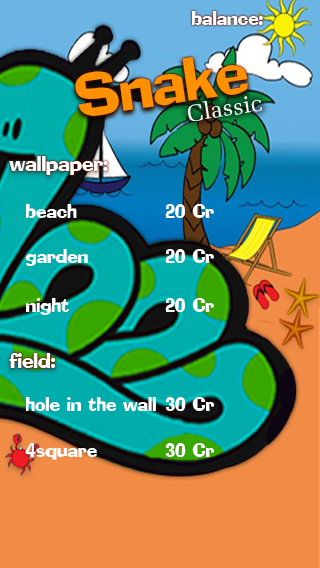 balance:
Snake
Classic
wallpaper:
beach 20 Cr
garden 20 Cr
night 20 Cr
field:
hole in the wall 30 Cr
4square 30 Cr